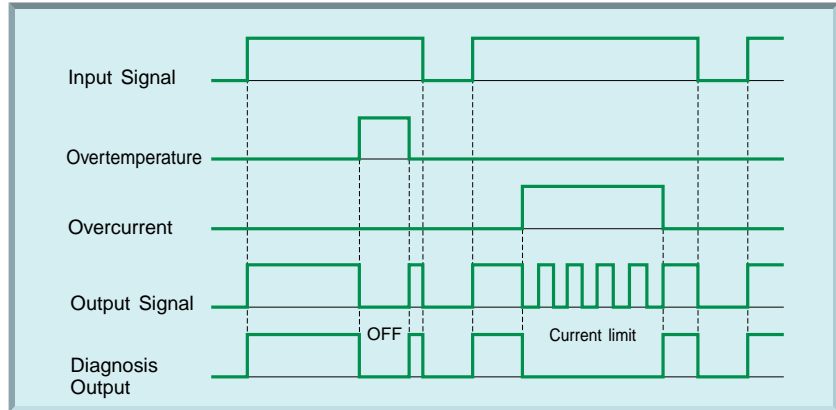 Input Signal
Overtemperature
Overcurrent
Output Signal
OFF
Current limit
Diagnosis
Output